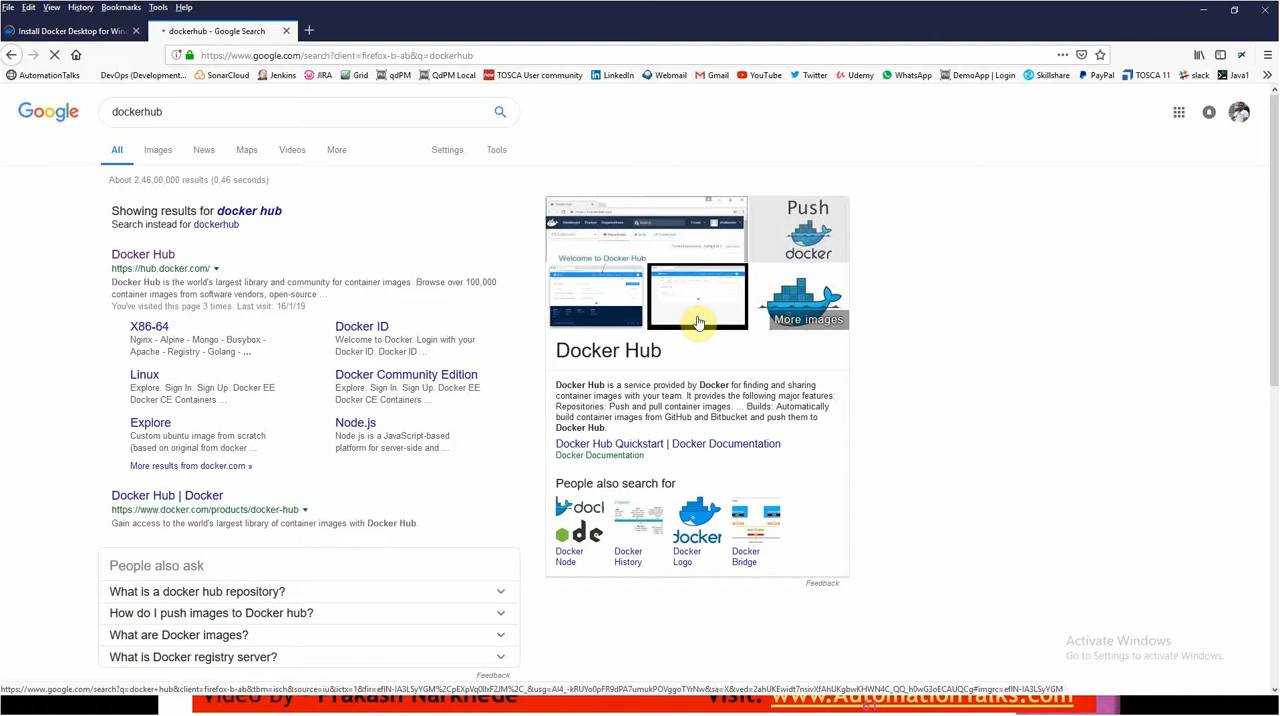 File Edit View History Bookmarks Tools Help
Install Docker Desktop for Wind
dockerhub - Google Search
https://www.google.com/search?client=firefox-b-ab&q=dockerhub
AutomationTalks DevOps (Development... SonarCloud Jenkins JIRA Grid qdPM QdPM Local TOSCA User community LinkedIn Webmail Gmail YouTube Twitter Udemy WhatsApp DemoApp | Login Skillshare PayPal TOSCA 11 slack Java1
Google
dockerhub
All Images News Maps Videos More Settings Tools
About 2,46,00,000 results (0.46 seconds)
Showing results for docker hub
Search instead for dockerhub
Docker Hub
https://hub.docker.com/
Docker Hub is the world's largest library and community for container images. Browse over 100,000
container images from software vendors, open-source ...
You've visited this page 3 times. Last visit: 16/1/19
X86-64
Nginx - Alpine - Mongo - Busybox -
Apache - Registry - Golang - ...
Docker ID
Welcome to Docker. Login with your
Docker ID. Docker ID ...
Linux
Explore. Sign In. Sign Up. Docker EE
Docker CE Containers ...
Docker Community Edition
Explore. Sign In. Sign Up. Docker EE
Docker CE Containers ...
Explore
Custom ubuntu image from scratch
(based on original from docker ...
Node.js
Node.js is a JavaScript-based
platform for server-side and ...
More results from docker.com »
Docker Hub | Docker
https://www.docker.com/products/docker-hub
Gain access to the world's largest library of container images with Docker Hub.
People also ask
What is a docker hub repository?
How do I push images to Docker hub?
What are Docker images?
What is Docker registry server?
Feedback
Welcome to Docker Hub
Push
docker
More images
Docker Hub
Docker Hub is a service provided by Docker for finding and sharing
container images with your team. It provides the following major features:
Repositories: Push and pull container images. ... Builds: Automatically
build container images from GitHub and Bitbucket and push them to
Docker Hub.
Docker Hub Quickstart | Docker Documentation
Docker Documentation
People also search for
Docker
Node
Docker
History
docker
Docker
Logo
Docker
Bridge
Feedback
Activate Windows
Go to Settings to activate Windows.
Video by Prakash Narkhede
Visit: www.AutomationTalks.com